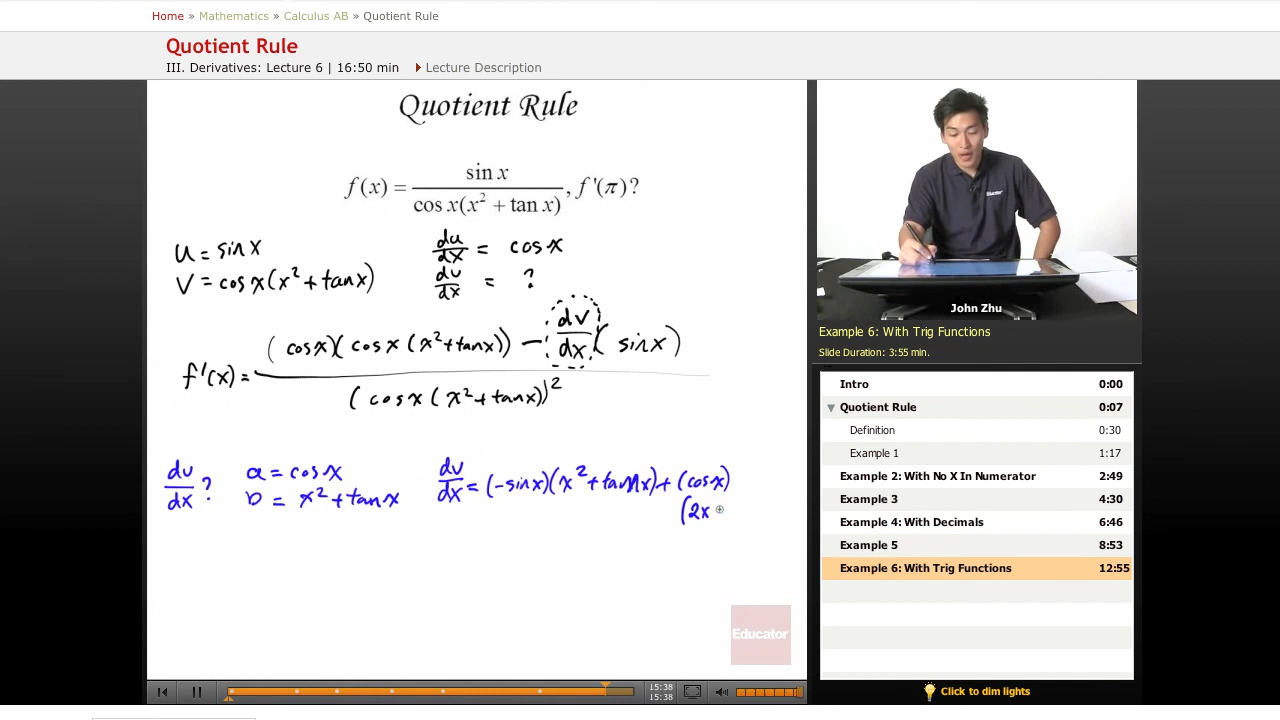 Home » Mathematics » Calculus AB » Quotient Rule
Quotient Rule
III. Derivatives: Lecture 6 | 16:50 min Lecture Description
Quotient Rule
f(x) = sin x / cos x(x² + tan x), f'(π)?
u = sin x
du/dx = cos x
v = cos x (x² + tan x)
dv/dx = ?
f'(x) = (cos x)(cos x (x² + tan x)) − dv/dx (sin x) / (cos x (x² + tan x))²
dv/dx ?
a = cos x
b = x² + tan x
dv/dx = (−sin x)(x² + tan x) + (cos x)
(2x
Educator
John Zhu
Example 6: With Trig Functions
Slide Duration: 3:55 min.
Intro 0:00
Quotient Rule 0:07
Definition 0:30
Example 1 1:17
Example 2: With No X In Numerator 2:49
Example 3 4:30
Example 4: With Decimals 6:46
Example 5 8:53
Example 6: With Trig Functions 12:55
15:38
15:38
Click to dim lights